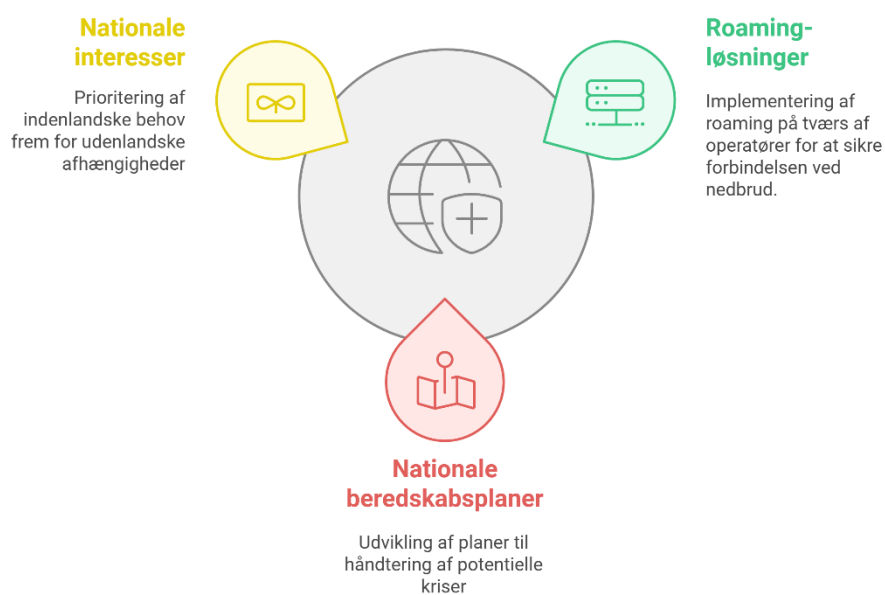 Nationale
interesser
Prioritering af
indenlandske behov
frem for udenlandske
afhængigheder
Roaming-
løsninger
Implementering af
roaming på tværs af
operatører for at sikre
forbindelsen ved
nedbrud.
Nationale
beredskabsplaner
Udvikling af planer til
håndtering af potentielle
kriser